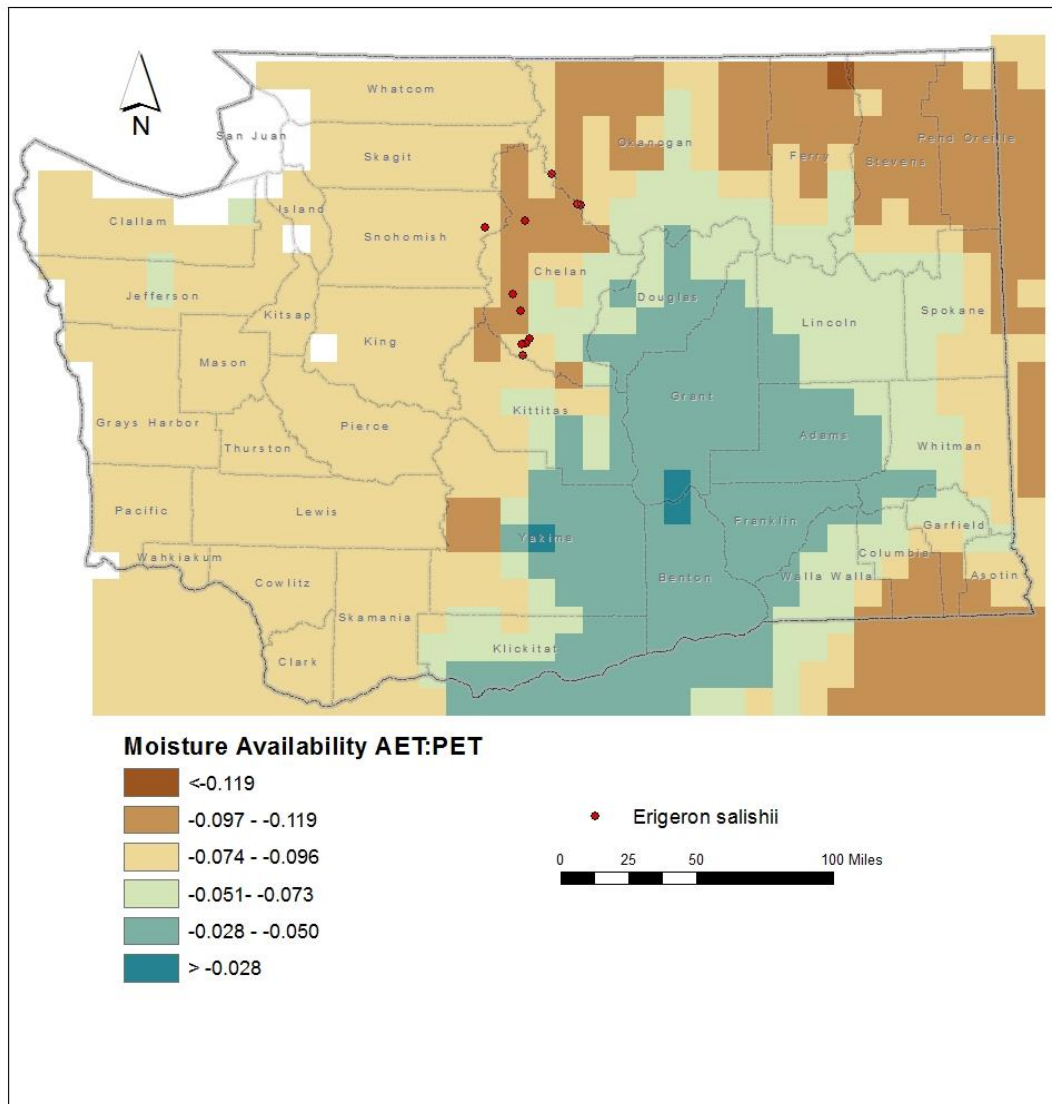 N
Whatcom
San Juan
Skagit
Okanogan
Ferry
Stevens
Pend Oreille
Clallam
Island
Snohomish
Chelan
Jefferson
Kitsap
Douglas
Lincoln
Spokane
Mason
King
Grays Harbor
Kittitas
Grant
Adams
Whitman
Thurston
Pierce
Pacific
Lewis
Yakima
Franklin
Garfield
Wahkiakum
Cowlitz
Benton
Walla Walla
Columbia
Asotin
Skamania
Klickitat
Clark
Moisture Availability AET:PET
<-0.119
-0.097 - -0.119
-0.074 - -0.096
-0.051- -0.073
-0.028 - -0.050
> -0.028
Erigeron salishii
0 25 50 100 Miles